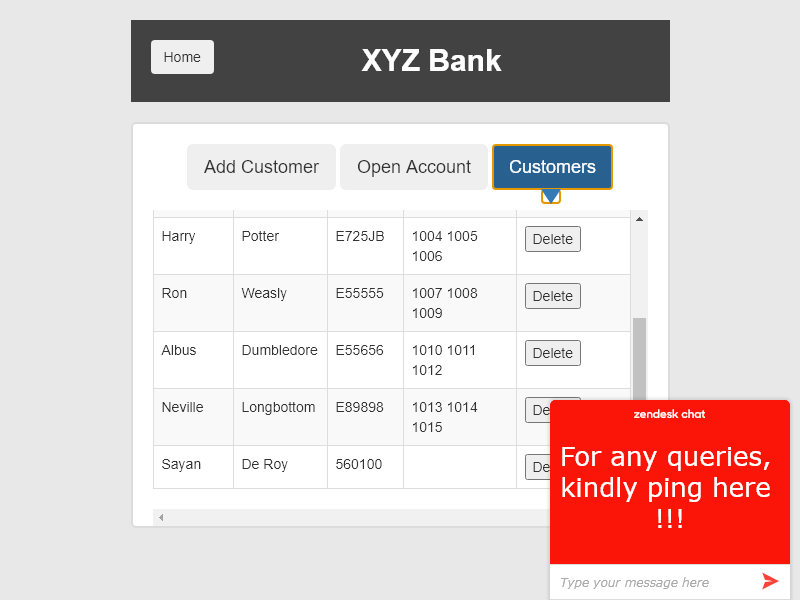 Home
XYZ Bank
Add Customer
Open Account
Customers
Harry Potter E725JB 1004 1005 Delete
1006
Ron Weasly E55555 1007 1008 Delete
1009
Albus Dumbledore E55656 1010 1011 Delete
1012
Neville Longbottom E89898 1013 1014 De
1015
Sayan De Roy 560100 De
zendesk chat
For any queries,
kindly ping here
!!!
Type your message here